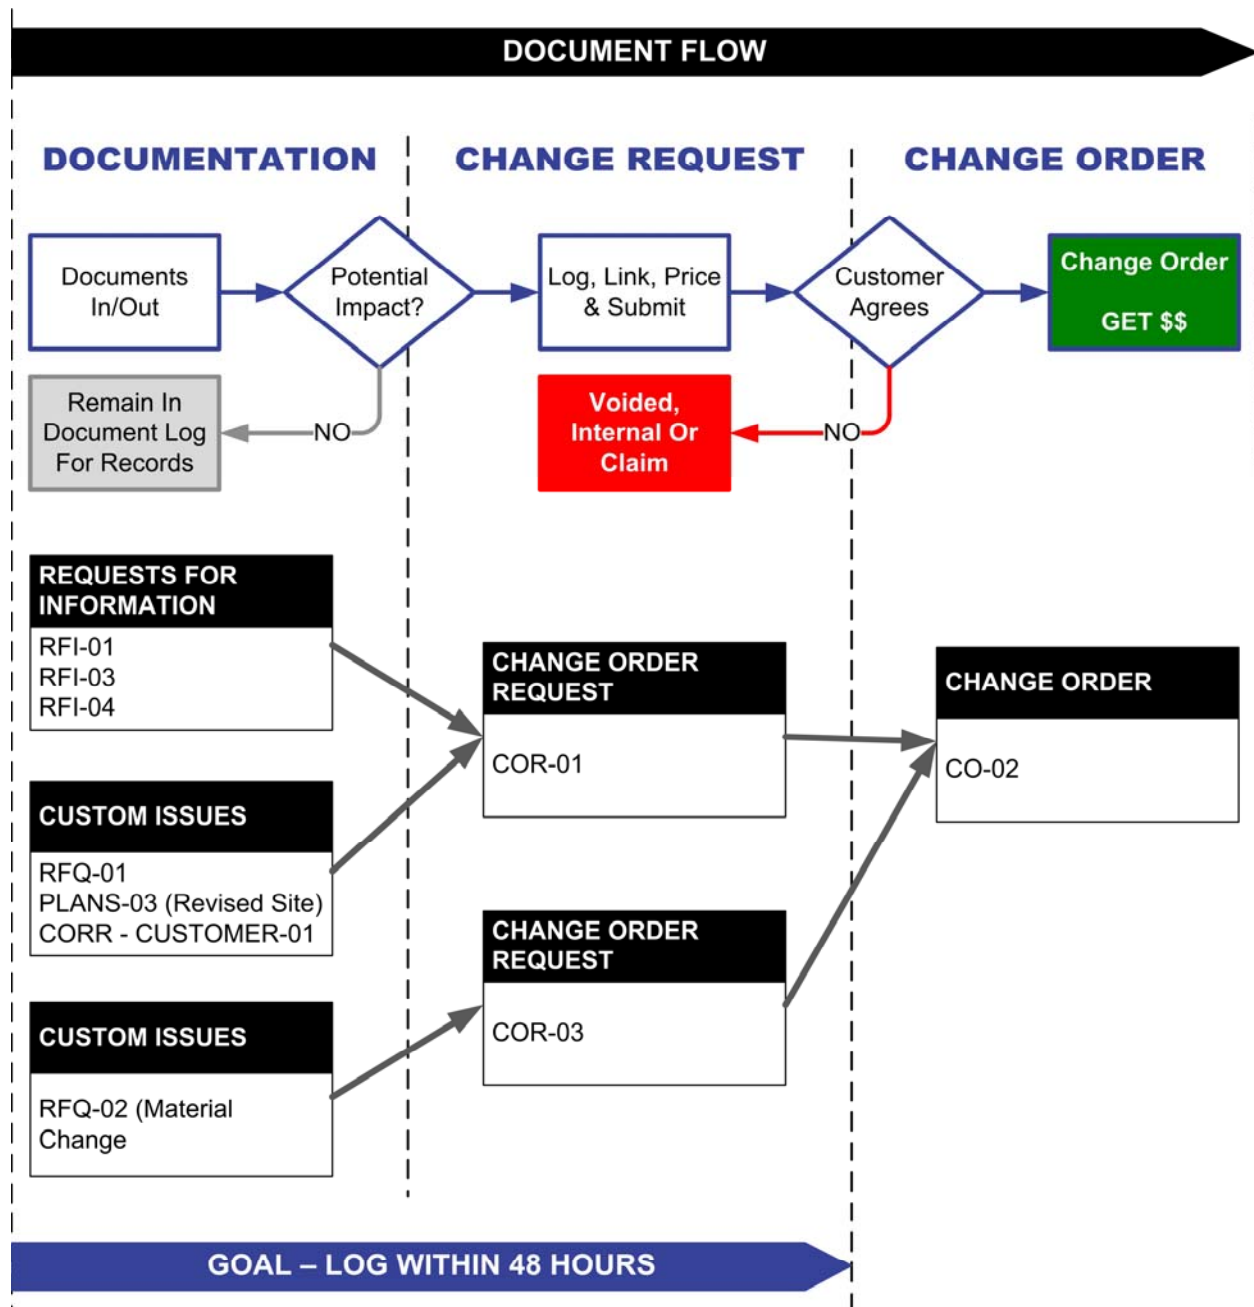 DOCUMENT FLOW
DOCUMENTATION
CHANGE REQUEST
CHANGE ORDER
Documents
In/Out
Potential
Impact?
Log, Link, Price
& Submit
Customer
Agrees
Change Order
GET $$
Remain In
Document Log
For Records
NO
Voided,
Internal Or
Claim
NO
REQUESTS FOR
INFORMATION
RFI-01
RFI-03
RFI-04
CHANGE ORDER
REQUEST
COR-01
CHANGE ORDER
CO-02
CUSTOM ISSUES
RFQ-01
PLANS-03 (Revised Site)
CORR - CUSTOMER-01
CHANGE ORDER
REQUEST
COR-03
CUSTOM ISSUES
RFQ-02 (Material
Change
GOAL – LOG WITHIN 48 HOURS